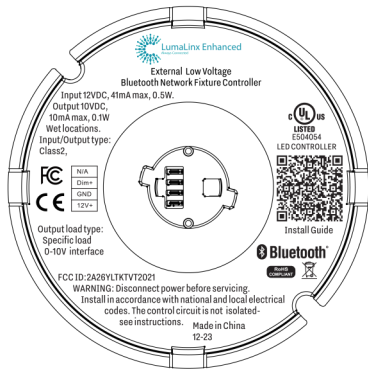 LumaLinx Enhanced
External Low Voltage
Bluetooth Network Fixture Controller
Input 12VDC, 41mA max, 0.5W.
Output 10VDC,
10mA max, 0.1W
Wet locations.
Input/Output type:
Class2,
C UL US
LISTED
E504054
LED CONTROLLER
FC
CE
N/A
Dim+
GND
12V+
Install Guide
Output load type:
Specific load
0-10V interface
Bluetooth®
RoHS
COMPLIANT
FCC ID:2A26YLTKTVT2021
WARNING: Disconnect power before servicing.
Install in accordance with national and local electrical
codes. The control circuit is not isolated-
see instructions.
Made in China
12-23